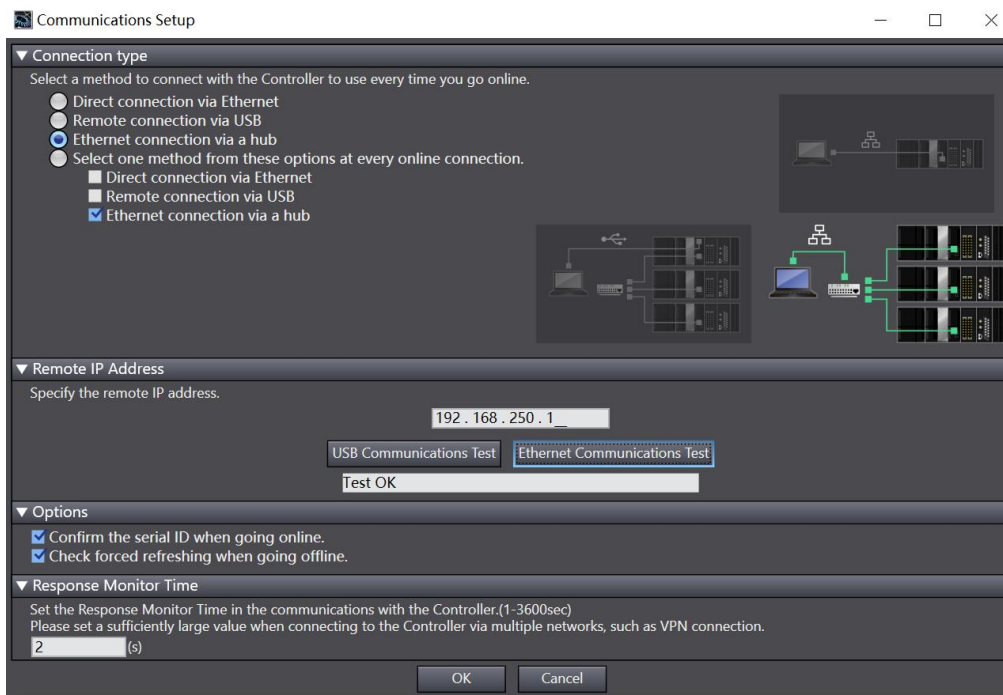 Communications Setup
▼ Connection type
Select a method to connect with the Controller to use every time you go online.
Direct connection via Ethernet
Remote connection via USB
Ethernet connection via a hub
Select one method from these options at every online connection.
Direct connection via Ethernet
Remote connection via USB
Ethernet connection via a hub
▼ Remote IP Address
Specify the remote IP address.
192 . 168 . 250 . 1__
USB Communications Test Ethernet Communications Test
Test OK
▼ Options
Confirm the serial ID when going online.
Check forced refreshing when going offline.
▼ Response Monitor Time
Set the Response Monitor Time in the communications with the Controller.(1-3600sec)
Please set a sufficiently large value when connecting to the Controller via multiple networks, such as VPN connection.
2 (s)
OK Cancel